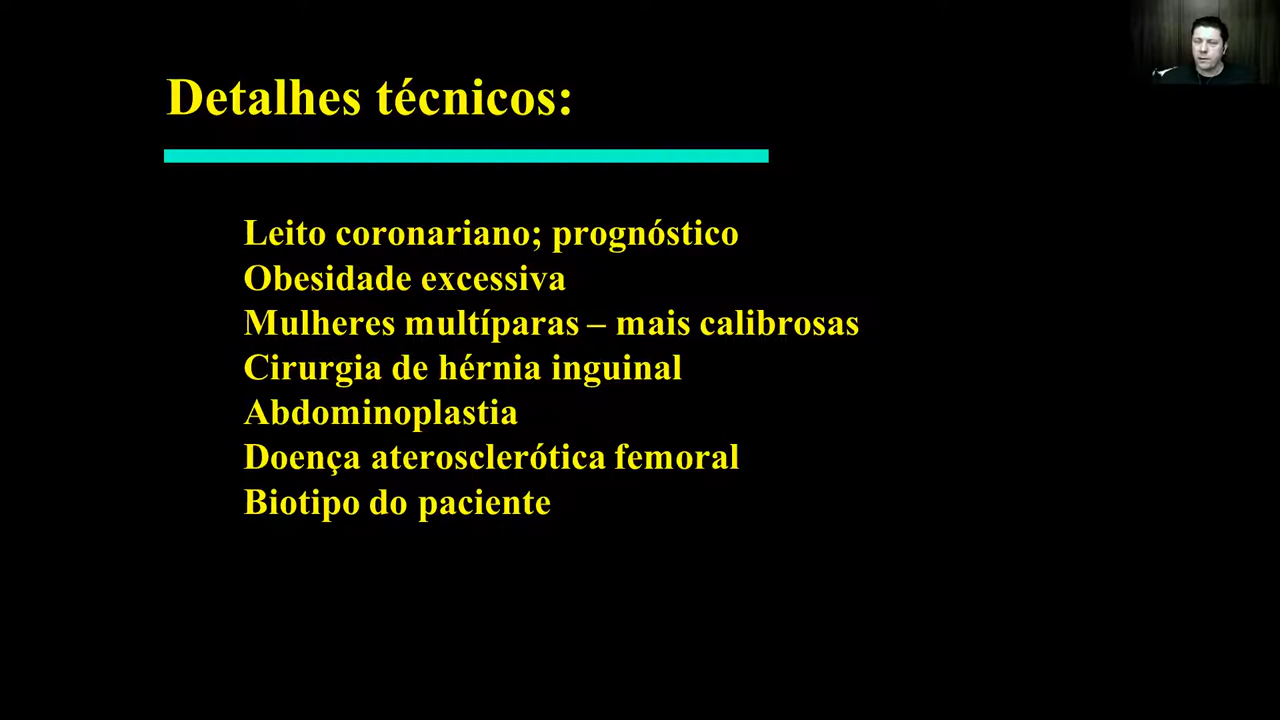 Detalhes técnicos:
Leito coronariano; prognóstico
Obesidade excessiva
Mulheres multíparas – mais calibrosas
Cirurgia de hérnia inguinal
Abdominoplastia
Doença aterosclerótica femoral
Biotipo do paciente